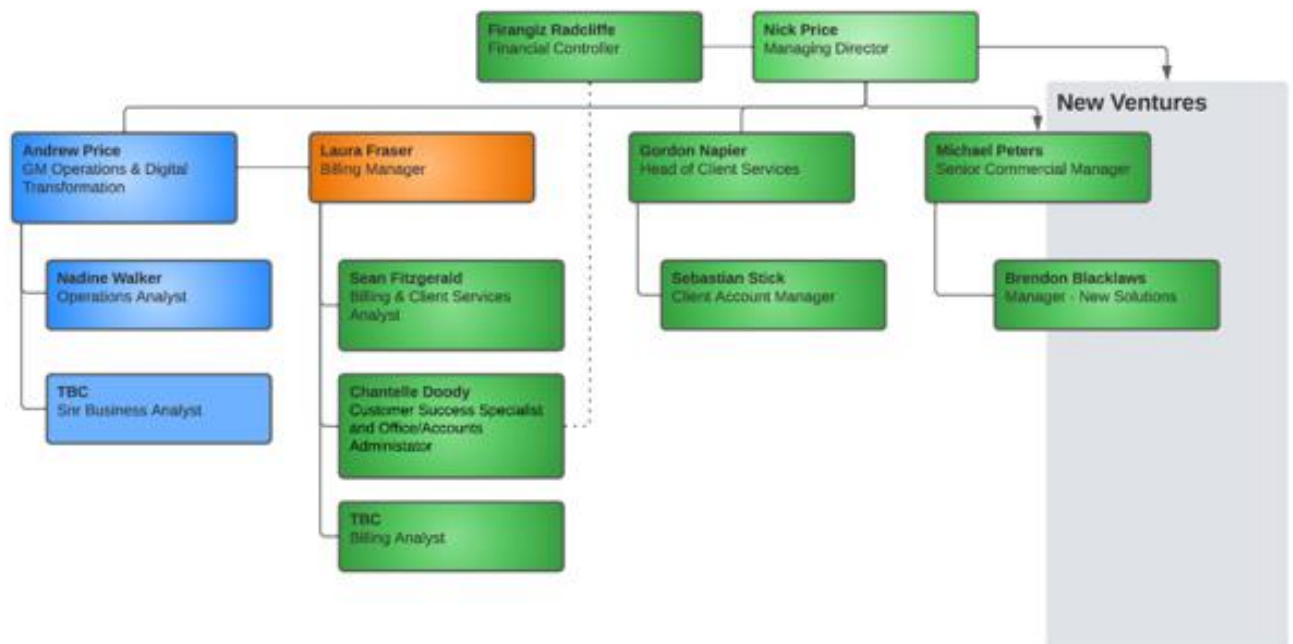 Firangiz Radcliffe
Financial Controller
Nick Price
Managing Director
New Ventures
Andrew Price
GM Operations & Digital
Transformation
Laura Fraser
Billing Manager
Gordon Napier
Head of Client Services
Michael Peters
Senior Commercial Manager
Nadine Walker
Operations Analyst
Sean Fitzgerald
Billing & Client Services
Analyst
Sebastian Stick
Client Account Manager
Brendon Blacklaws
Manager - New Solutions
TBC
Snr Business Analyst
Chantelle Doody
Customer Success Specialist
and Office/Accounts
Administator
TBC
Billing Analyst